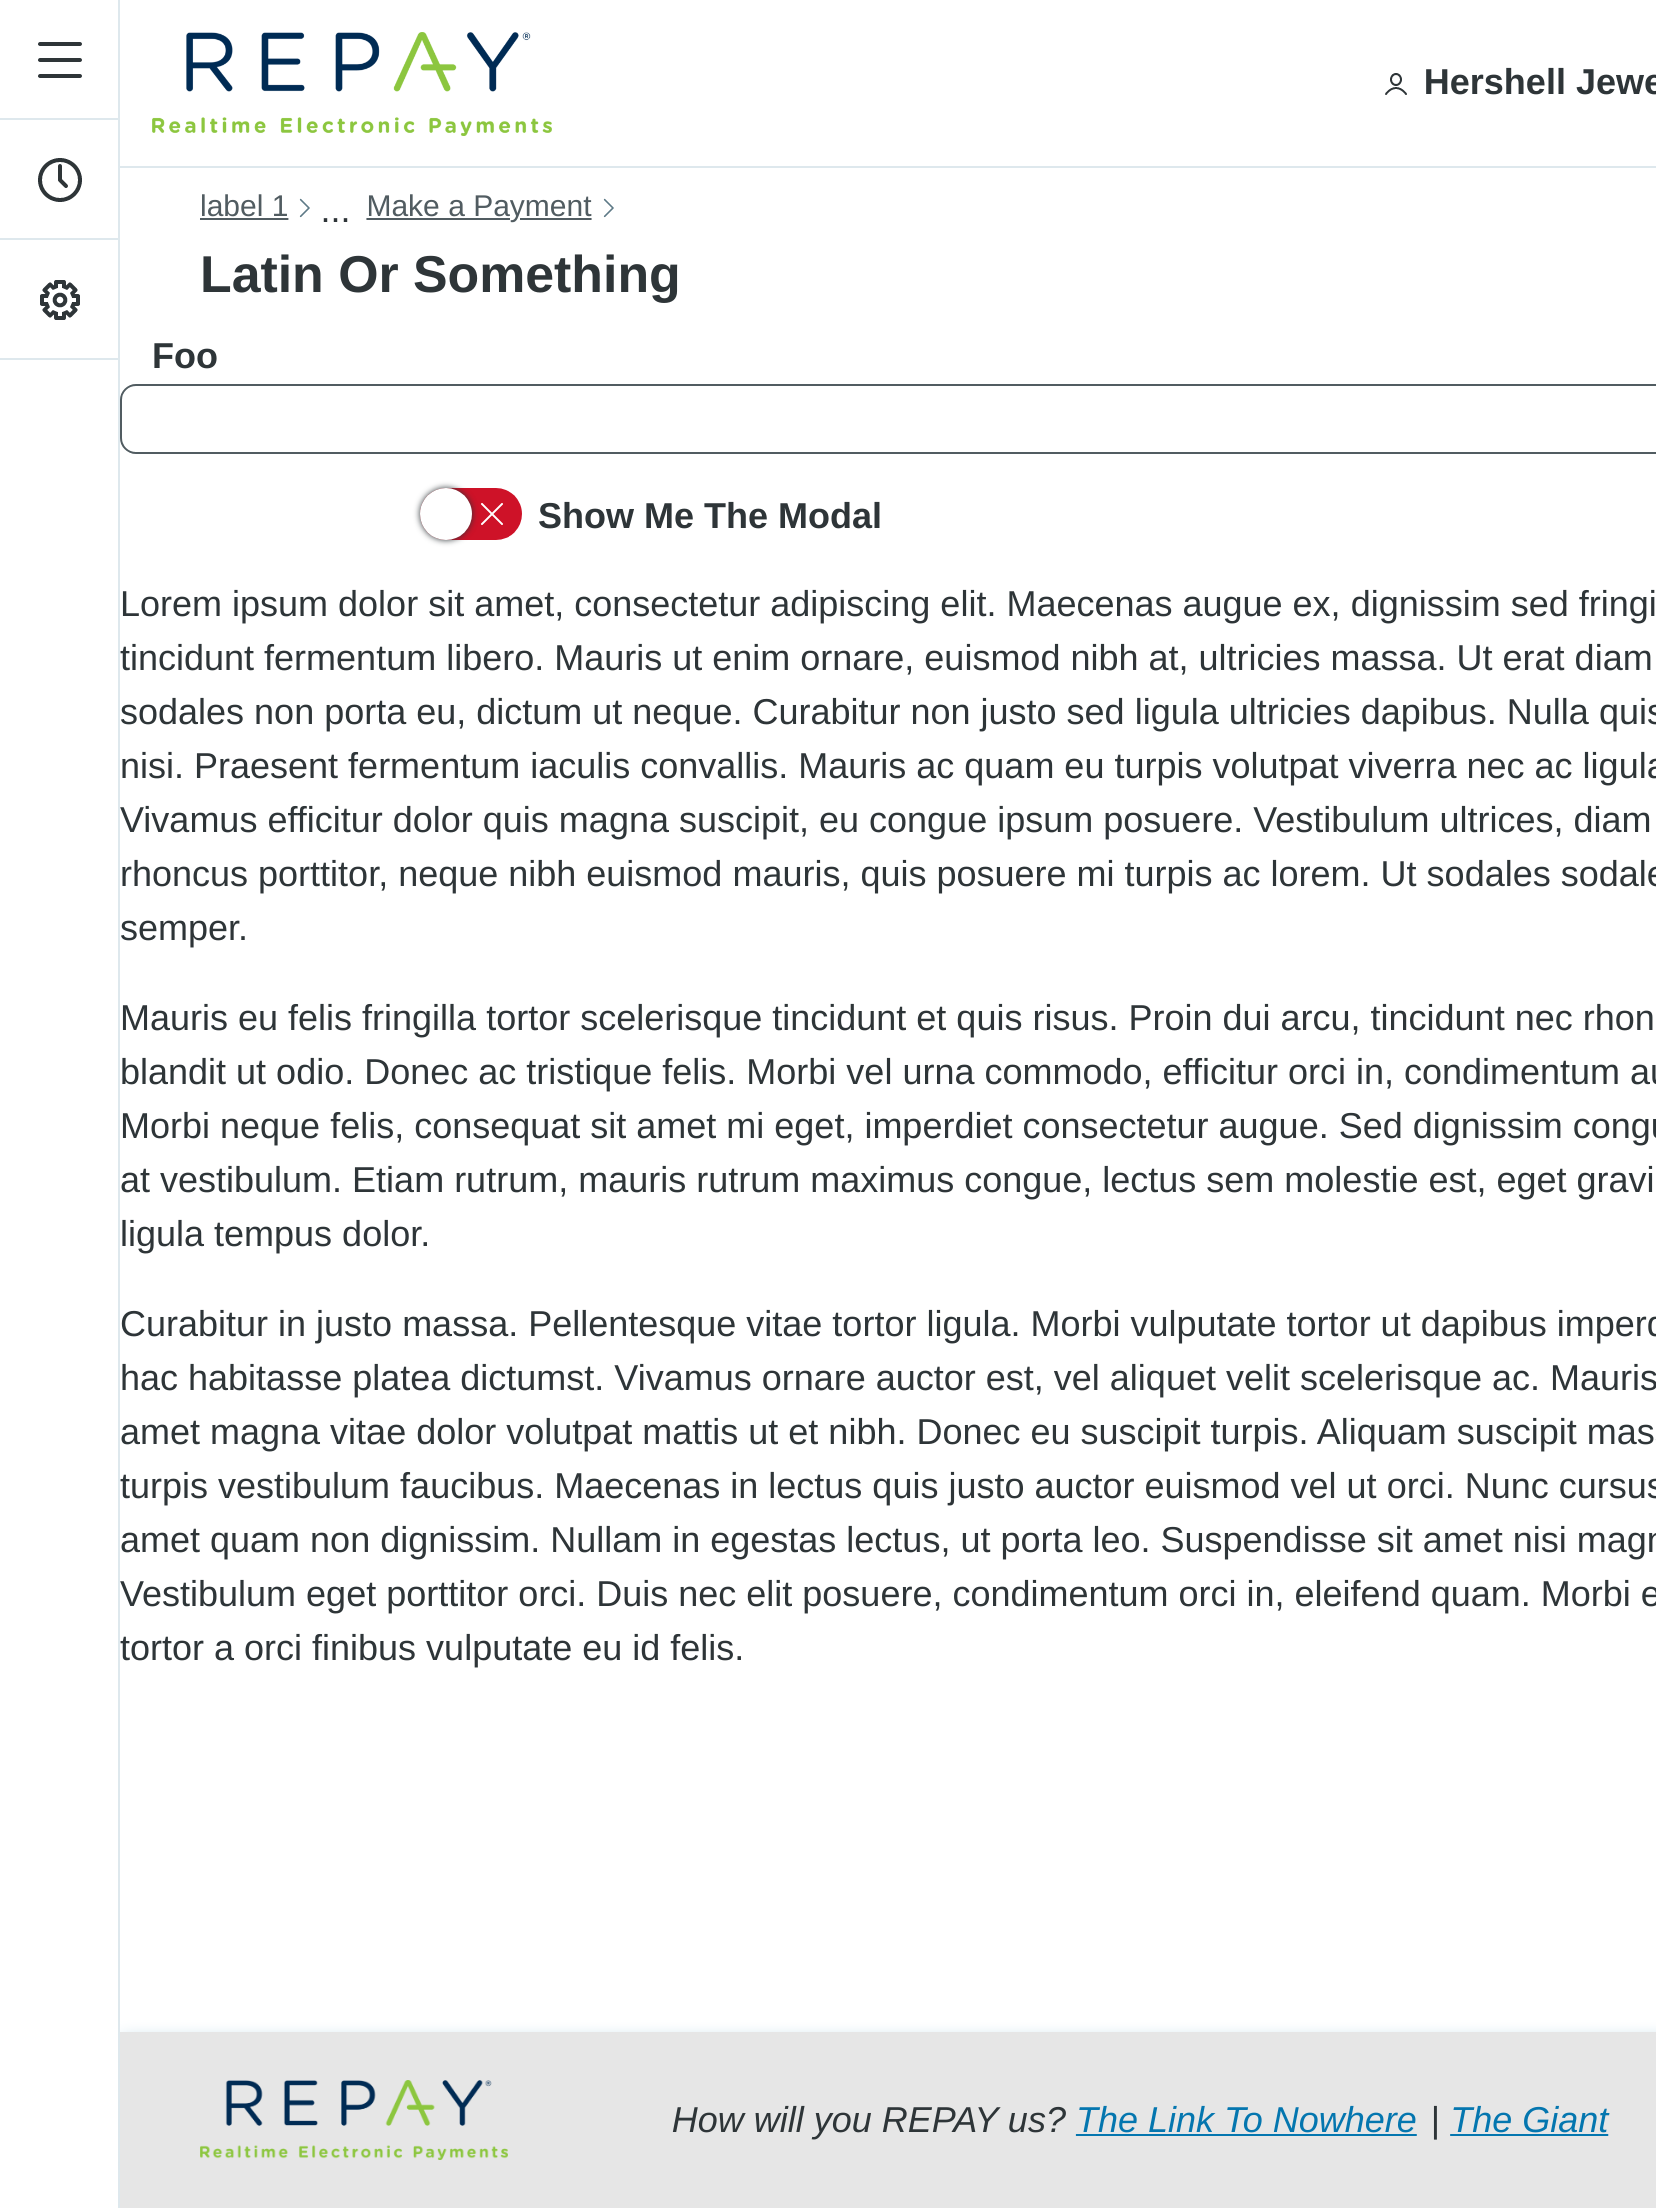 REPAY®
Realtime Electronic Payments
Hershell Jewe
label 1 > ... Make a Payment >
Latin Or Something
Foo
Show Me The Modal
Lorem ipsum dolor sit amet, consectetur adipiscing elit. Maecenas augue ex, dignissim sed fringi
tincidunt fermentum libero. Mauris ut enim ornare, euismod nibh at, ultricies massa. Ut erat diam
sodales non porta eu, dictum ut neque. Curabitur non justo sed ligula ultricies dapibus. Nulla quis
nisi. Praesent fermentum iaculis convallis. Mauris ac quam eu turpis volutpat viverra nec ac ligula
Vivamus efficitur dolor quis magna suscipit, eu congue ipsum posuere. Vestibulum ultrices, diam
rhoncus porttitor, neque nibh euismod mauris, quis posuere mi turpis ac lorem. Ut sodales sodale
semper.
Mauris eu felis fringilla tortor scelerisque tincidunt et quis risus. Proin dui arcu, tincidunt nec rhon
blandit ut odio. Donec ac tristique felis. Morbi vel urna commodo, efficitur orci in, condimentum au
Morbi neque felis, consequat sit amet mi eget, imperdiet consectetur augue. Sed dignissim congu
at vestibulum. Etiam rutrum, mauris rutrum maximus congue, lectus sem molestie est, eget gravi
ligula tempus dolor.
Curabitur in justo massa. Pellentesque vitae tortor ligula. Morbi vulputate tortor ut dapibus imperd
hac habitasse platea dictumst. Vivamus ornare auctor est, vel aliquet velit scelerisque ac. Mauris
amet magna vitae dolor volutpat mattis ut et nibh. Donec eu suscipit turpis. Aliquam suscipit mas
turpis vestibulum faucibus. Maecenas in lectus quis justo auctor euismod vel ut orci. Nunc cursus
amet quam non dignissim. Nullam in egestas lectus, ut porta leo. Suspendisse sit amet nisi magn
Vestibulum eget porttitor orci. Duis nec elit posuere, condimentum orci in, eleifend quam. Morbi e
tortor a orci finibus vulputate eu id felis.
REPAY®
Realtime Electronic Payments
How will you REPAY us? The Link To Nowhere | The Giant